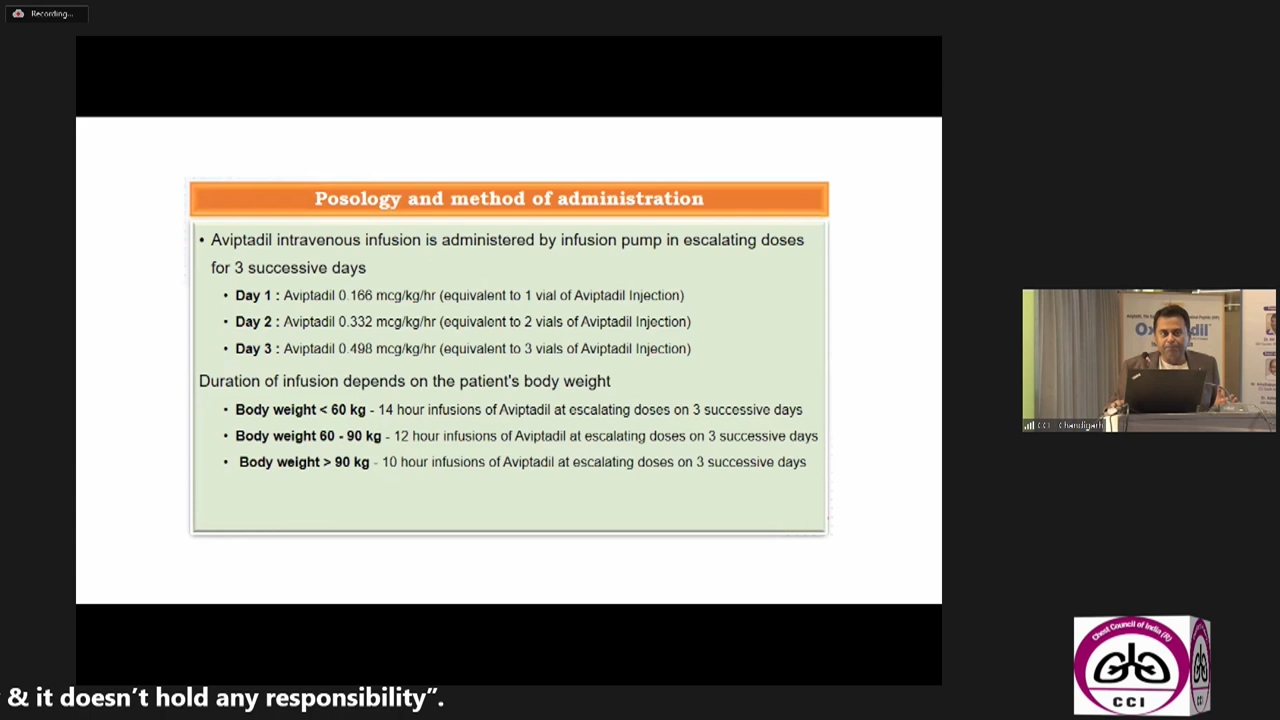 Recording...
Posology and method of administration
• Aviptadil intravenous infusion is administered by infusion pump in escalating doses
for 3 successive days
• Day 1 : Aviptadil 0.166 mcg/kg/hr (equivalent to 1 vial of Aviptadil Injection)
• Day 2 : Aviptadil 0.332 mcg/kg/hr (equivalent to 2 vials of Aviptadil Injection)
• Day 3 : Aviptadil 0.498 mcg/kg/hr (equivalent to 3 vials of Aviptadil Injection)
Duration of infusion depends on the patient's body weight
• Body weight < 60 kg - 14 hour infusions of Aviptadil at escalating doses on 3 successive days
• Body weight 60 - 90 kg - 12 hour infusions of Aviptadil at escalating doses on 3 successive days
• Body weight > 90 kg - 10 hour infusions of Aviptadil at escalating doses on 3 successive days
CCI Chandigarh
Chest Council of India (R)
CCI
& it doesn't hold any responsibility".